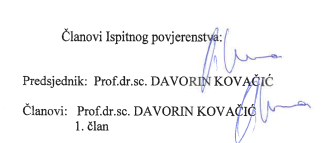 Članovi Ispitnog povjerenstva:
Predsjednik: Prof.dr.sc. DAVORIN KOVAČIĆ
Članovi: Prof.dr.sc. DAVORIN KOVAČIĆ
1. član